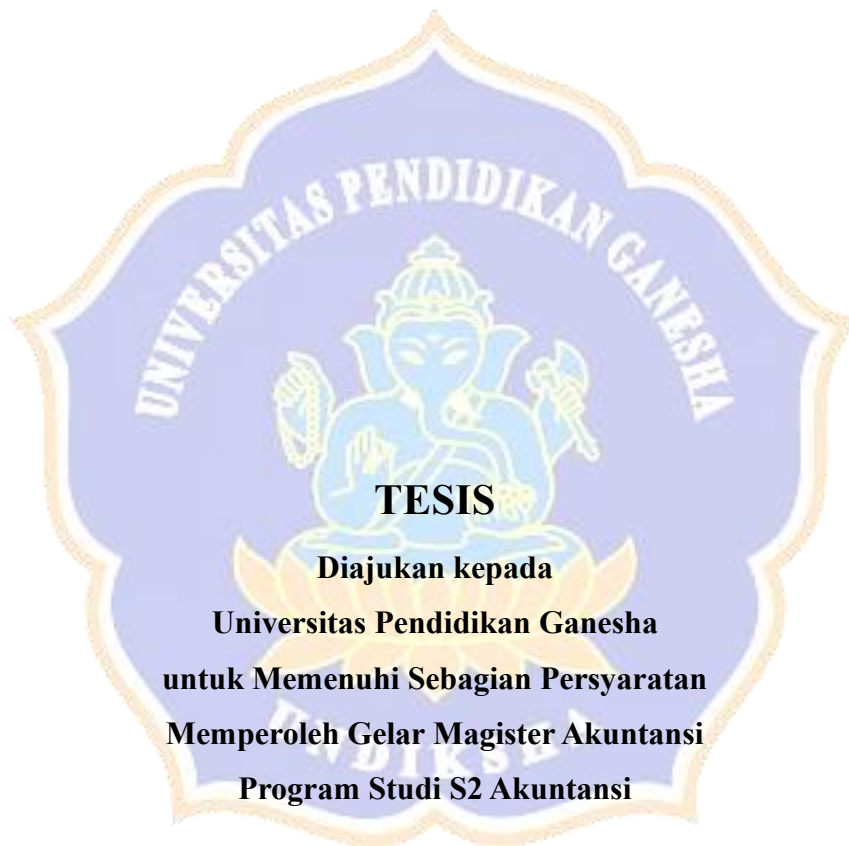 UNIVERSITAS PENDIDIKAN GANESHA
TESIS
Diajukan kepada
Universitas Pendidikan Ganesha
untuk Memenuhi Sebagian Persyaratan
Memperoleh Gelar Magister Akuntansi
UNDIKSHA
Program Studi S2 Akuntansi